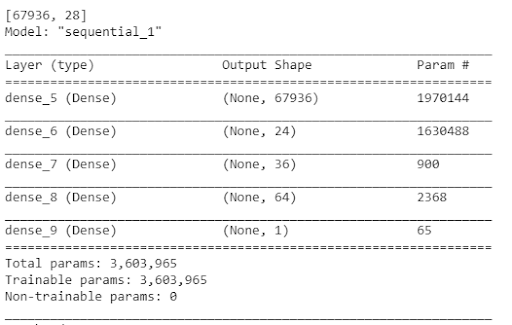 [67936, 28]
Model: "sequential_1"
Layer (type) Output Shape Param #
dense_5 (Dense) (None, 67936) 1970144
dense_6 (Dense) (None, 24) 1630488
dense_7 (Dense) (None, 36) 900
dense_8 (Dense) (None, 64) 2368
dense_9 (Dense) (None, 1) 65
Total params: 3,603,965
Trainable params: 3,603,965
Non-trainable params: 0